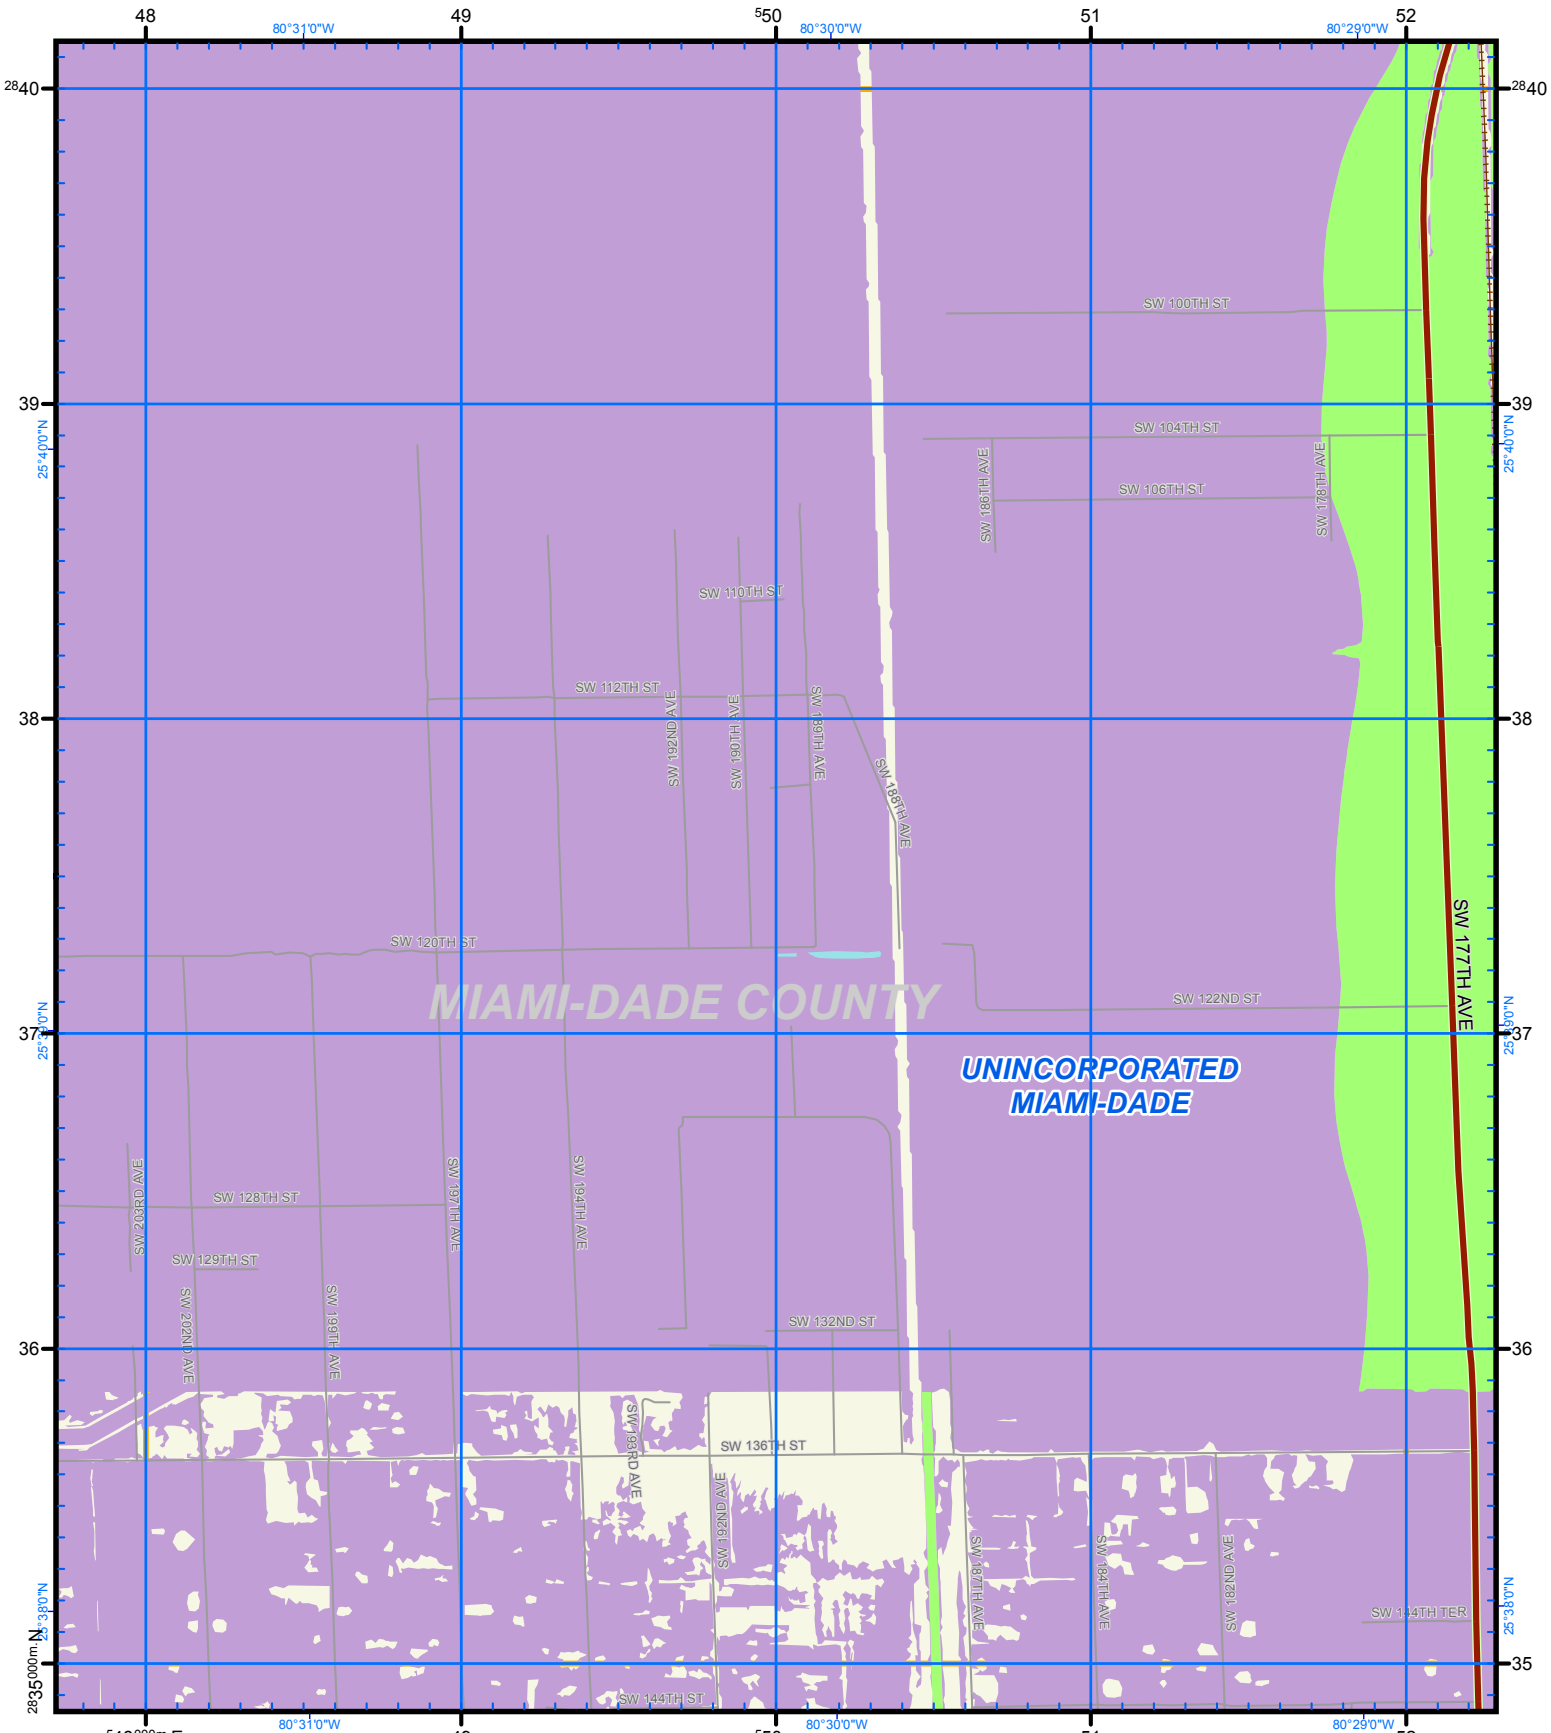 48 49 550 51 52
80°31'0"W 80°30'0"W 80°29'0"W
2840 2840
SW 100TH ST
39 39
25°40'0"N 25°40'0"N
SW 104TH ST
SW 186TH AVE
SW 178TH AVE
SW 106TH ST
SW 110TH ST
SW 112TH ST
SW 192ND AVE
SW 190TH AVE
SW 189TH AVE
38 38
SW 188TH AVE
SW 177TH AVE
SW 120TH ST
MIAMI-DADE COUNTY
SW 122ND ST
37 37
25°39'0"N 25°39'0"N
UNINCORPORATED
MIAMI-DADE
SW 203RD AVE
SW 197TH AVE
SW 194TH AVE
SW 128TH ST
SW 129TH ST
SW 202ND AVE
SW 199TH AVE
SW 132ND ST
36 36
SW 193RD AVE
SW 136TH ST
SW 192ND AVE
SW 187TH AVE
SW 184TH AVE
SW 182ND AVE
25°38'0"N 25°38'0"N
SW 144TH TER
2835000m. N
35
SW 144TH ST
80°31'0"W 80°30'0"W 80°29'0"W